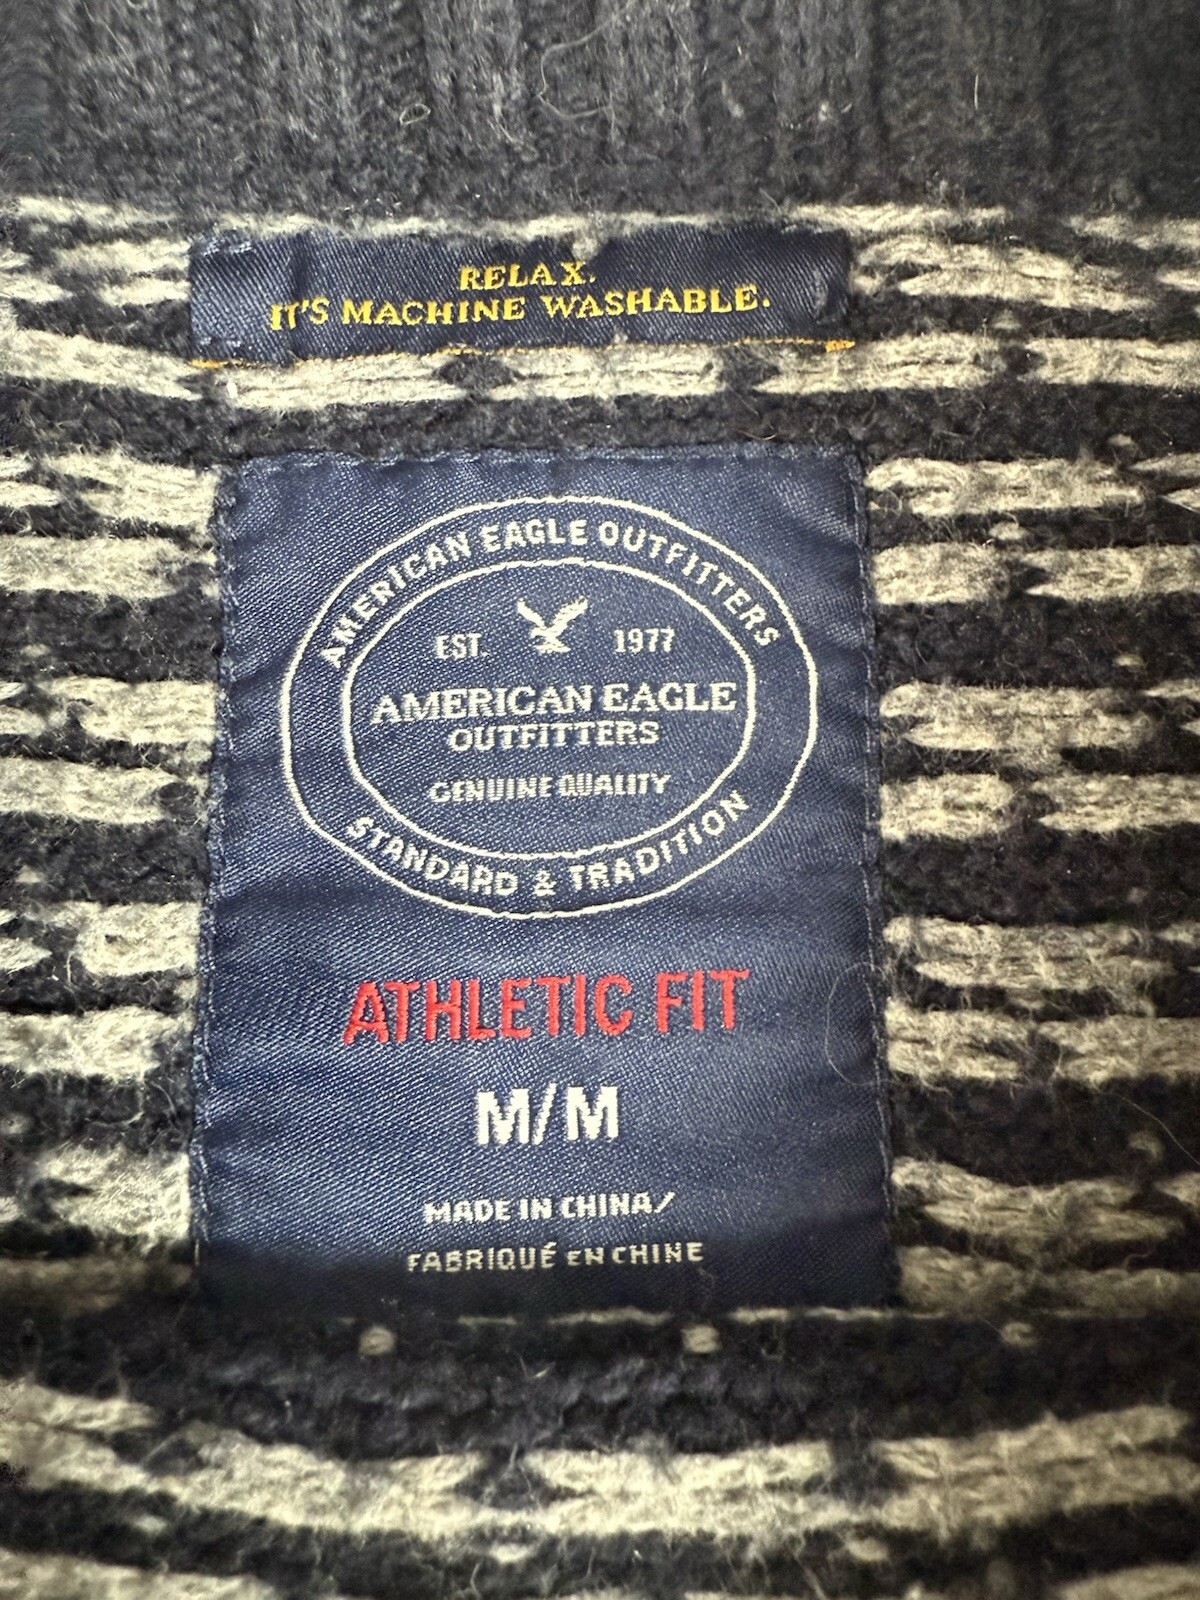 RELAX.
IT'S MACHINE WASHABLE.
AMERICAN EAGLE OUTFITTERS
EST. 1977
AMERICAN EAGLE
OUTFITTERS
GENUINE QUALITY
STANDARD & TRADITION
ATHLETIC FIT
M/M
MADE IN CHINA/
FABRIQUÉ EN CHINE